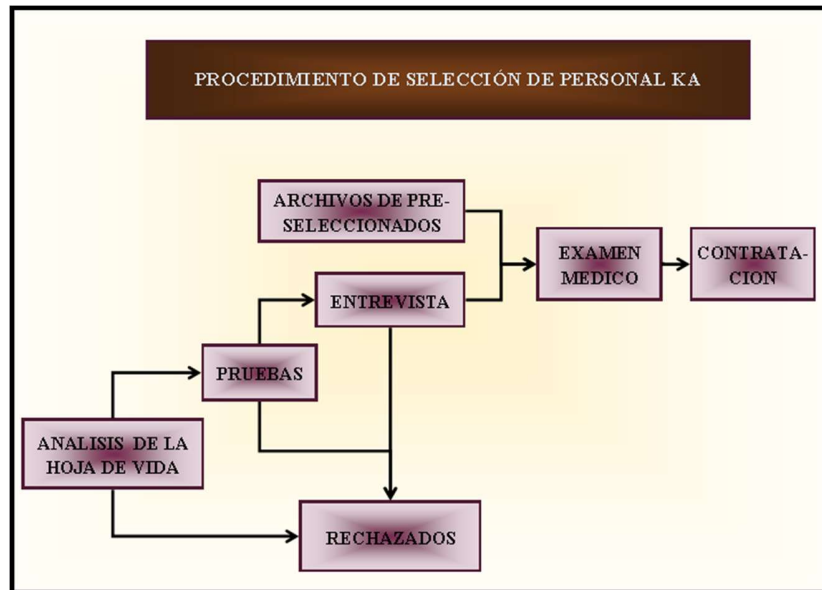 PROCEDIMIENTO DE SELECCIÓN DE PERSONAL KA
ARCHIVOS DE PRE-
SELECCIONADOS
EXAMEN
MEDICO
CONTRATA-
CION
ENTREVISTA
PRUEBAS
ANALISIS DE LA
HOJA DE VIDA
RECHAZADOS